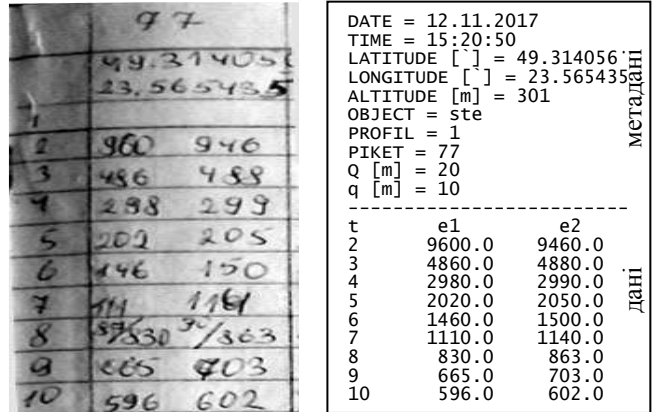 77
49.31405
23.565435
1
2 960 946
3 486 488
4 298 299
5 202 205
6 146 150
7 111
8 /830 /863
9 665 703
10 596 602
DATE = 12.11.2017
TIME = 15:20:50
LATITUDE [`] = 49.314056
LONGITUDE [`] = 23.565435
ALTITUDE [m] = 301
OBJECT = ste
PROFIL = 1
PIKET = 77
Q [m] = 20
q [m] = 10
-------------------------
t e1 e2
2 9600.0 9460.0
3 4860.0 4880.0
4 2980.0 2990.0
5 2020.0 2050.0
6 1460.0 1500.0
7 1110.0 1140.0
8 830.0 863.0
9 665.0 703.0
10 596.0 602.0
метадані
дані